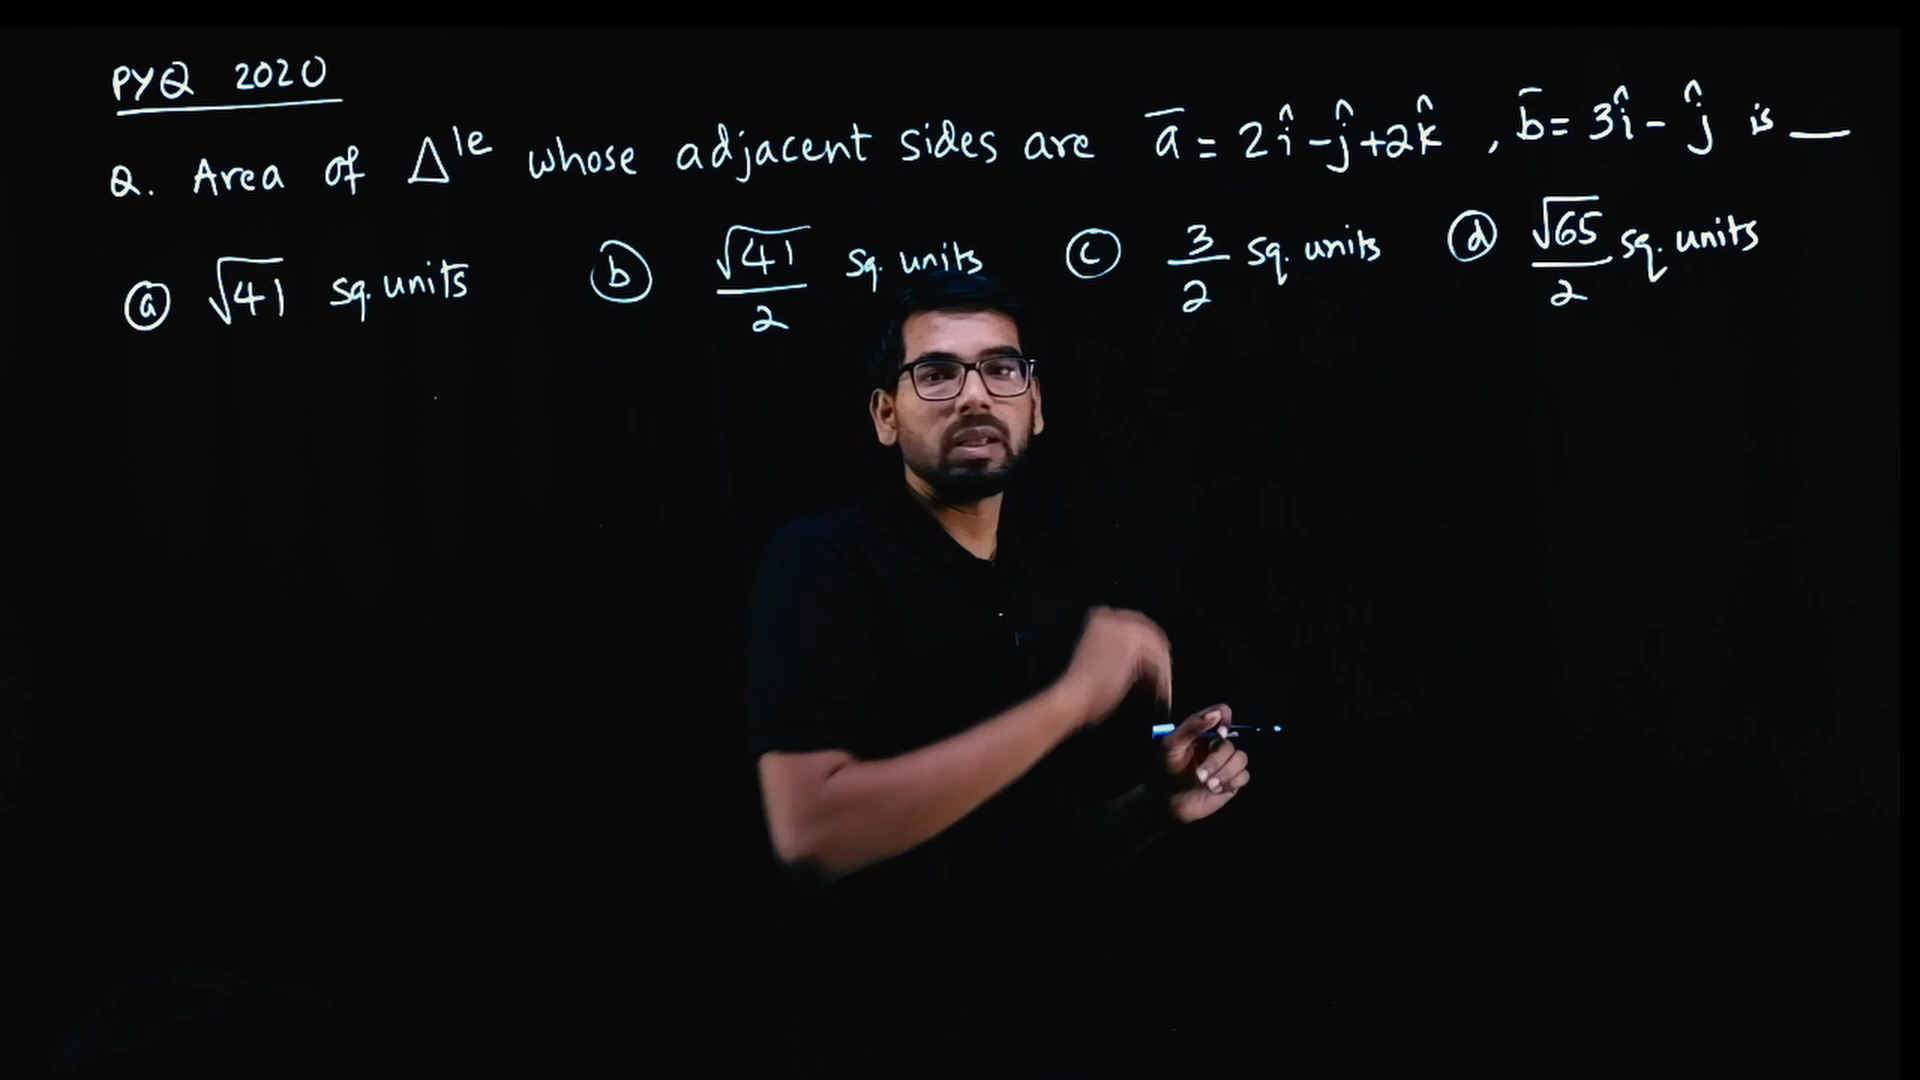 PYQ 2020
Q. Area of Δle whose adjacent sides are a̅ = 2î - ĵ + 2k̂ , b̅ = 3î - ĵ is __
ⓐ √41 sq. units ⓑ √41/2 sq. units ⓒ 3/2 sq. units ⓓ √65/2 sq. units